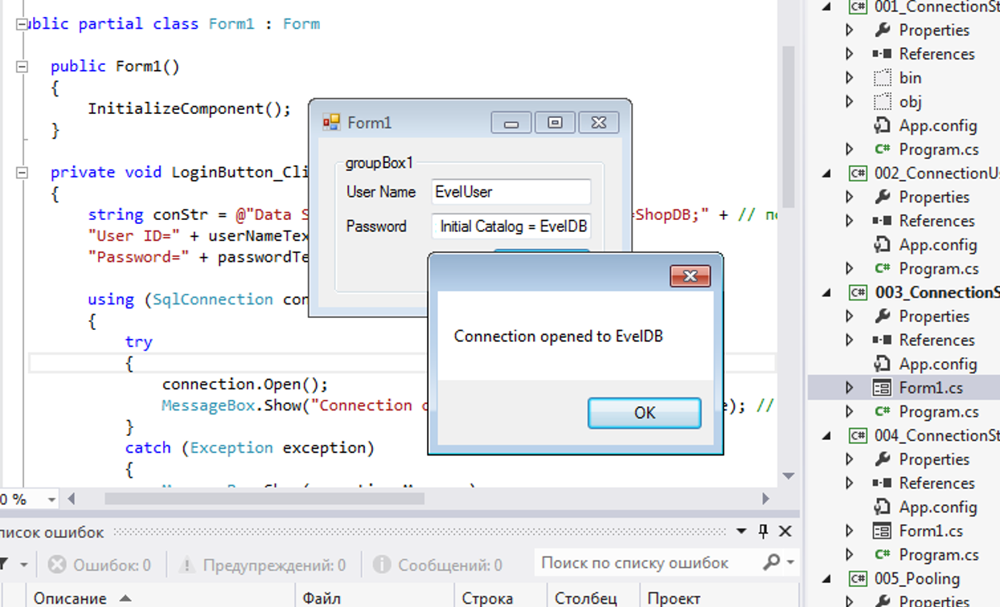 public partial class Form1 : Form
public Form1()
{
InitializeComponent();
}
private void LoginButton_Cli
{
string conStr = @"Data S =ShopDB;" + // по
"User ID=" + userNameTex
"Password=" + passwordTe
using (SqlConnection con
{
try
{
connection.Open();
MessageBox.Show("Connection o e); //
}
catch (Exception exception)
{
Form1
groupBox1
User Name EvelUser
Password Initial Catalog = EvelDB
Connection opened to EvelDB
OK
0 %
писок ошибок
Ошибок: 0 Предупреждений: 0 Сообщений: 0 Поиск по списку ошибок
Описание Файл Строка Столбец Проект
C# 001_ConnectionSt
Properties
References
bin
obj
App.config
C# Program.cs
C# 002_ConnectionUs
Properties
References
App.config
C# Program.cs
C# 003_ConnectionS
Properties
References
App.config
Form1.cs
C# Program.cs
C# 004_ConnectionSt
Properties
References
App.config
Form1.cs
C# Program.cs
C# 005_Pooling
Properties